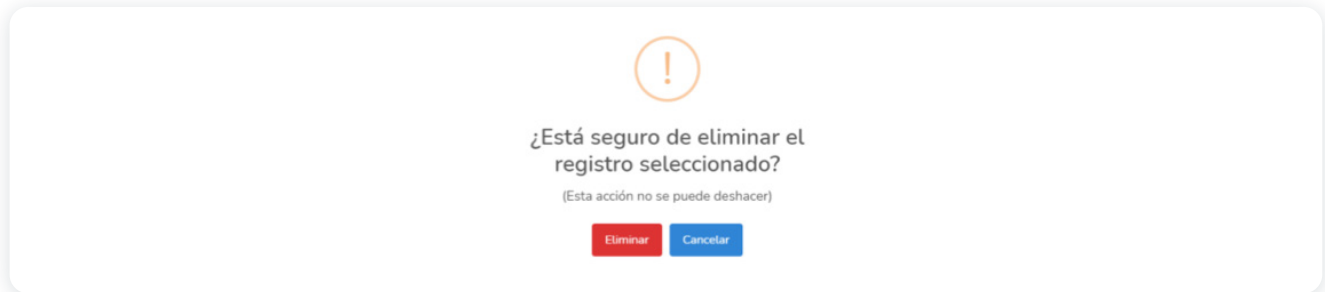 ¿Está seguro de eliminar el
registro seleccionado?
(Esta acción no se puede deshacer)
Eliminar Cancelar